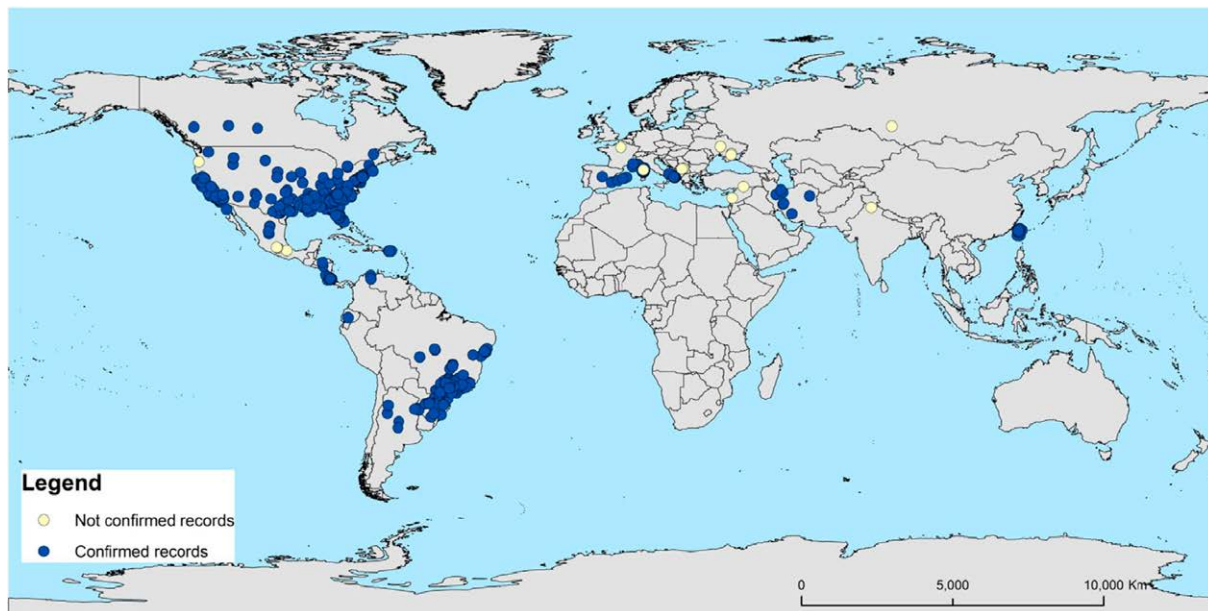 Legend
Not confirmed records
Confirmed records
0 5,000 10,000 Km